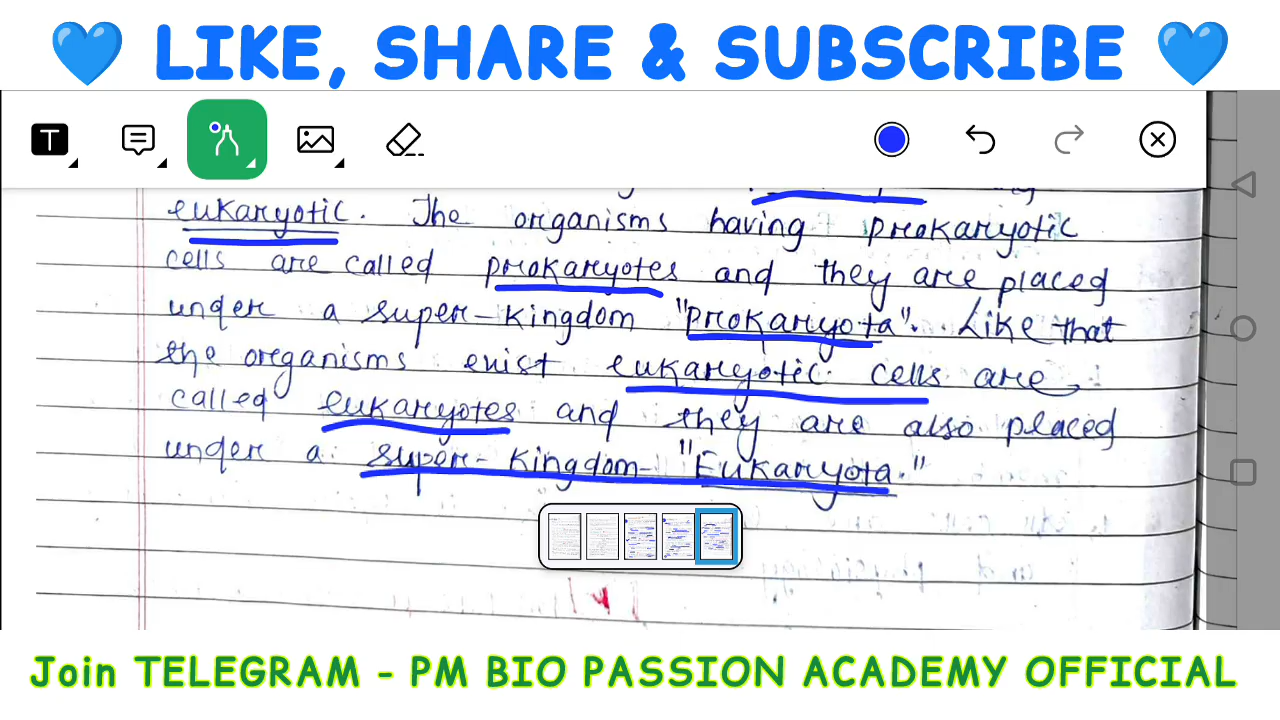 💙 LIKE, SHARE & SUBSCRIBE 💙
T
eukaryotic. The organisms having prokaryotic
cells are called prokaryotes and they are placed
under a super-kingdom "prokaryota". Like that
the organisms exist eukaryotic cells are
called eukaryotes and they are also placed
under a super-kingdom- "Eukaryota."
Join TELEGRAM - PM BIO PASSION ACADEMY OFFICIAL